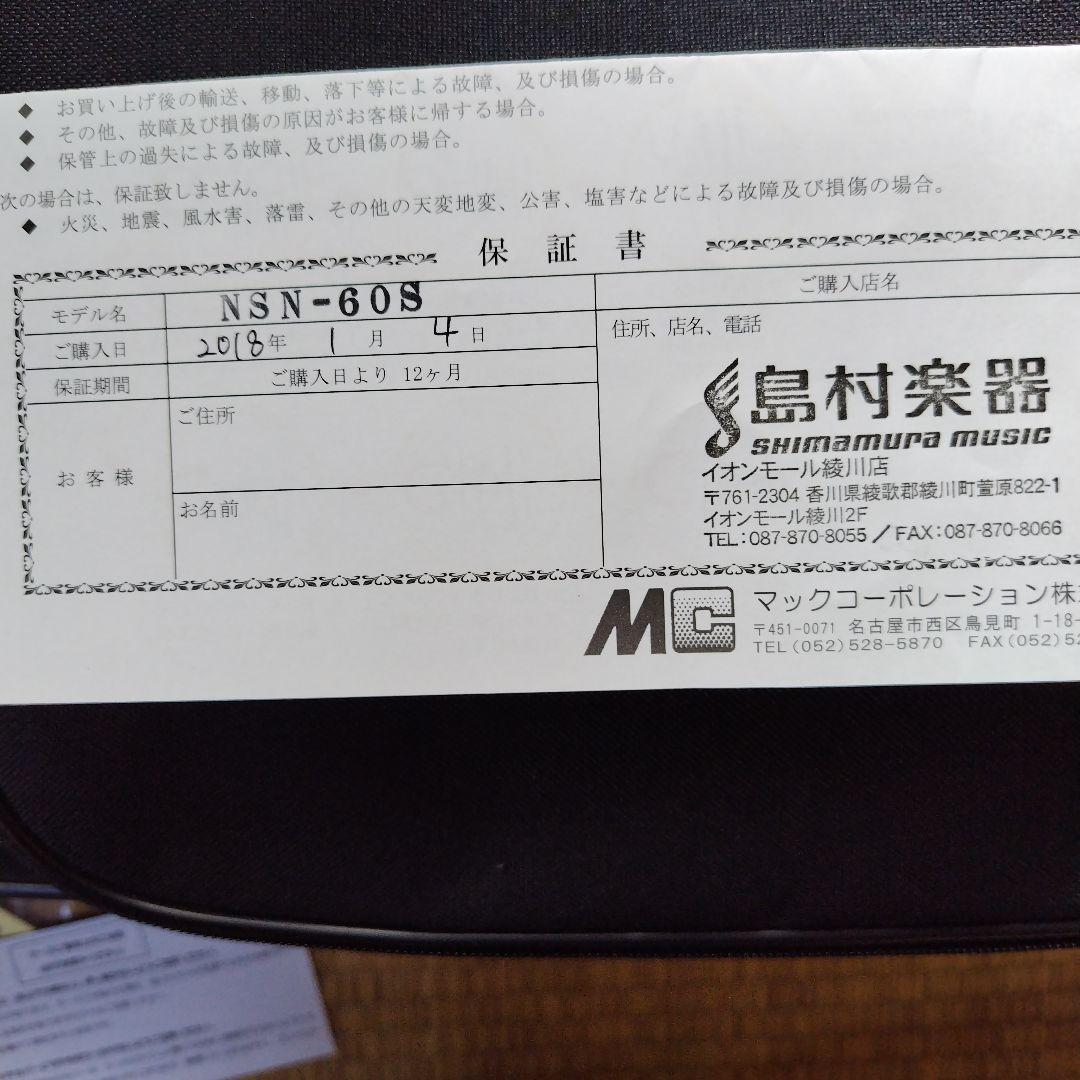 ◆ お買い上げ後の輸送、移動、落下等による故障、及び損傷の場合。
◆ その他、故障及び損傷の原因がお客様に帰する場合。
◆ 保管上の過失による故障、及び損傷の場合。
次の場合は、保証致しません。
◆ 火災、地震、風水害、落雷、その他の天変地変、公害、塩害などによる故障及び損傷の場合。
保証書
モデル名 NSN-60S
ご購入日 2018年 1月 4日
保証期間 ご購入日より 12ヶ月
お客様
ご住所
お名前
ご購入店名
住所、店名、電話
島村楽器
SHIMAMURA MUSIC
イオンモール綾川店
〒761-2304 香川県綾歌郡綾川町萱原822-1
イオンモール綾川2F
TEL:087-870-8055/FAX:087-870-8066
MC マックコーポレーション株
〒451-0071 名古屋市西区鳥見町 1-18-
TEL(052)528-5870 FAX(052)52